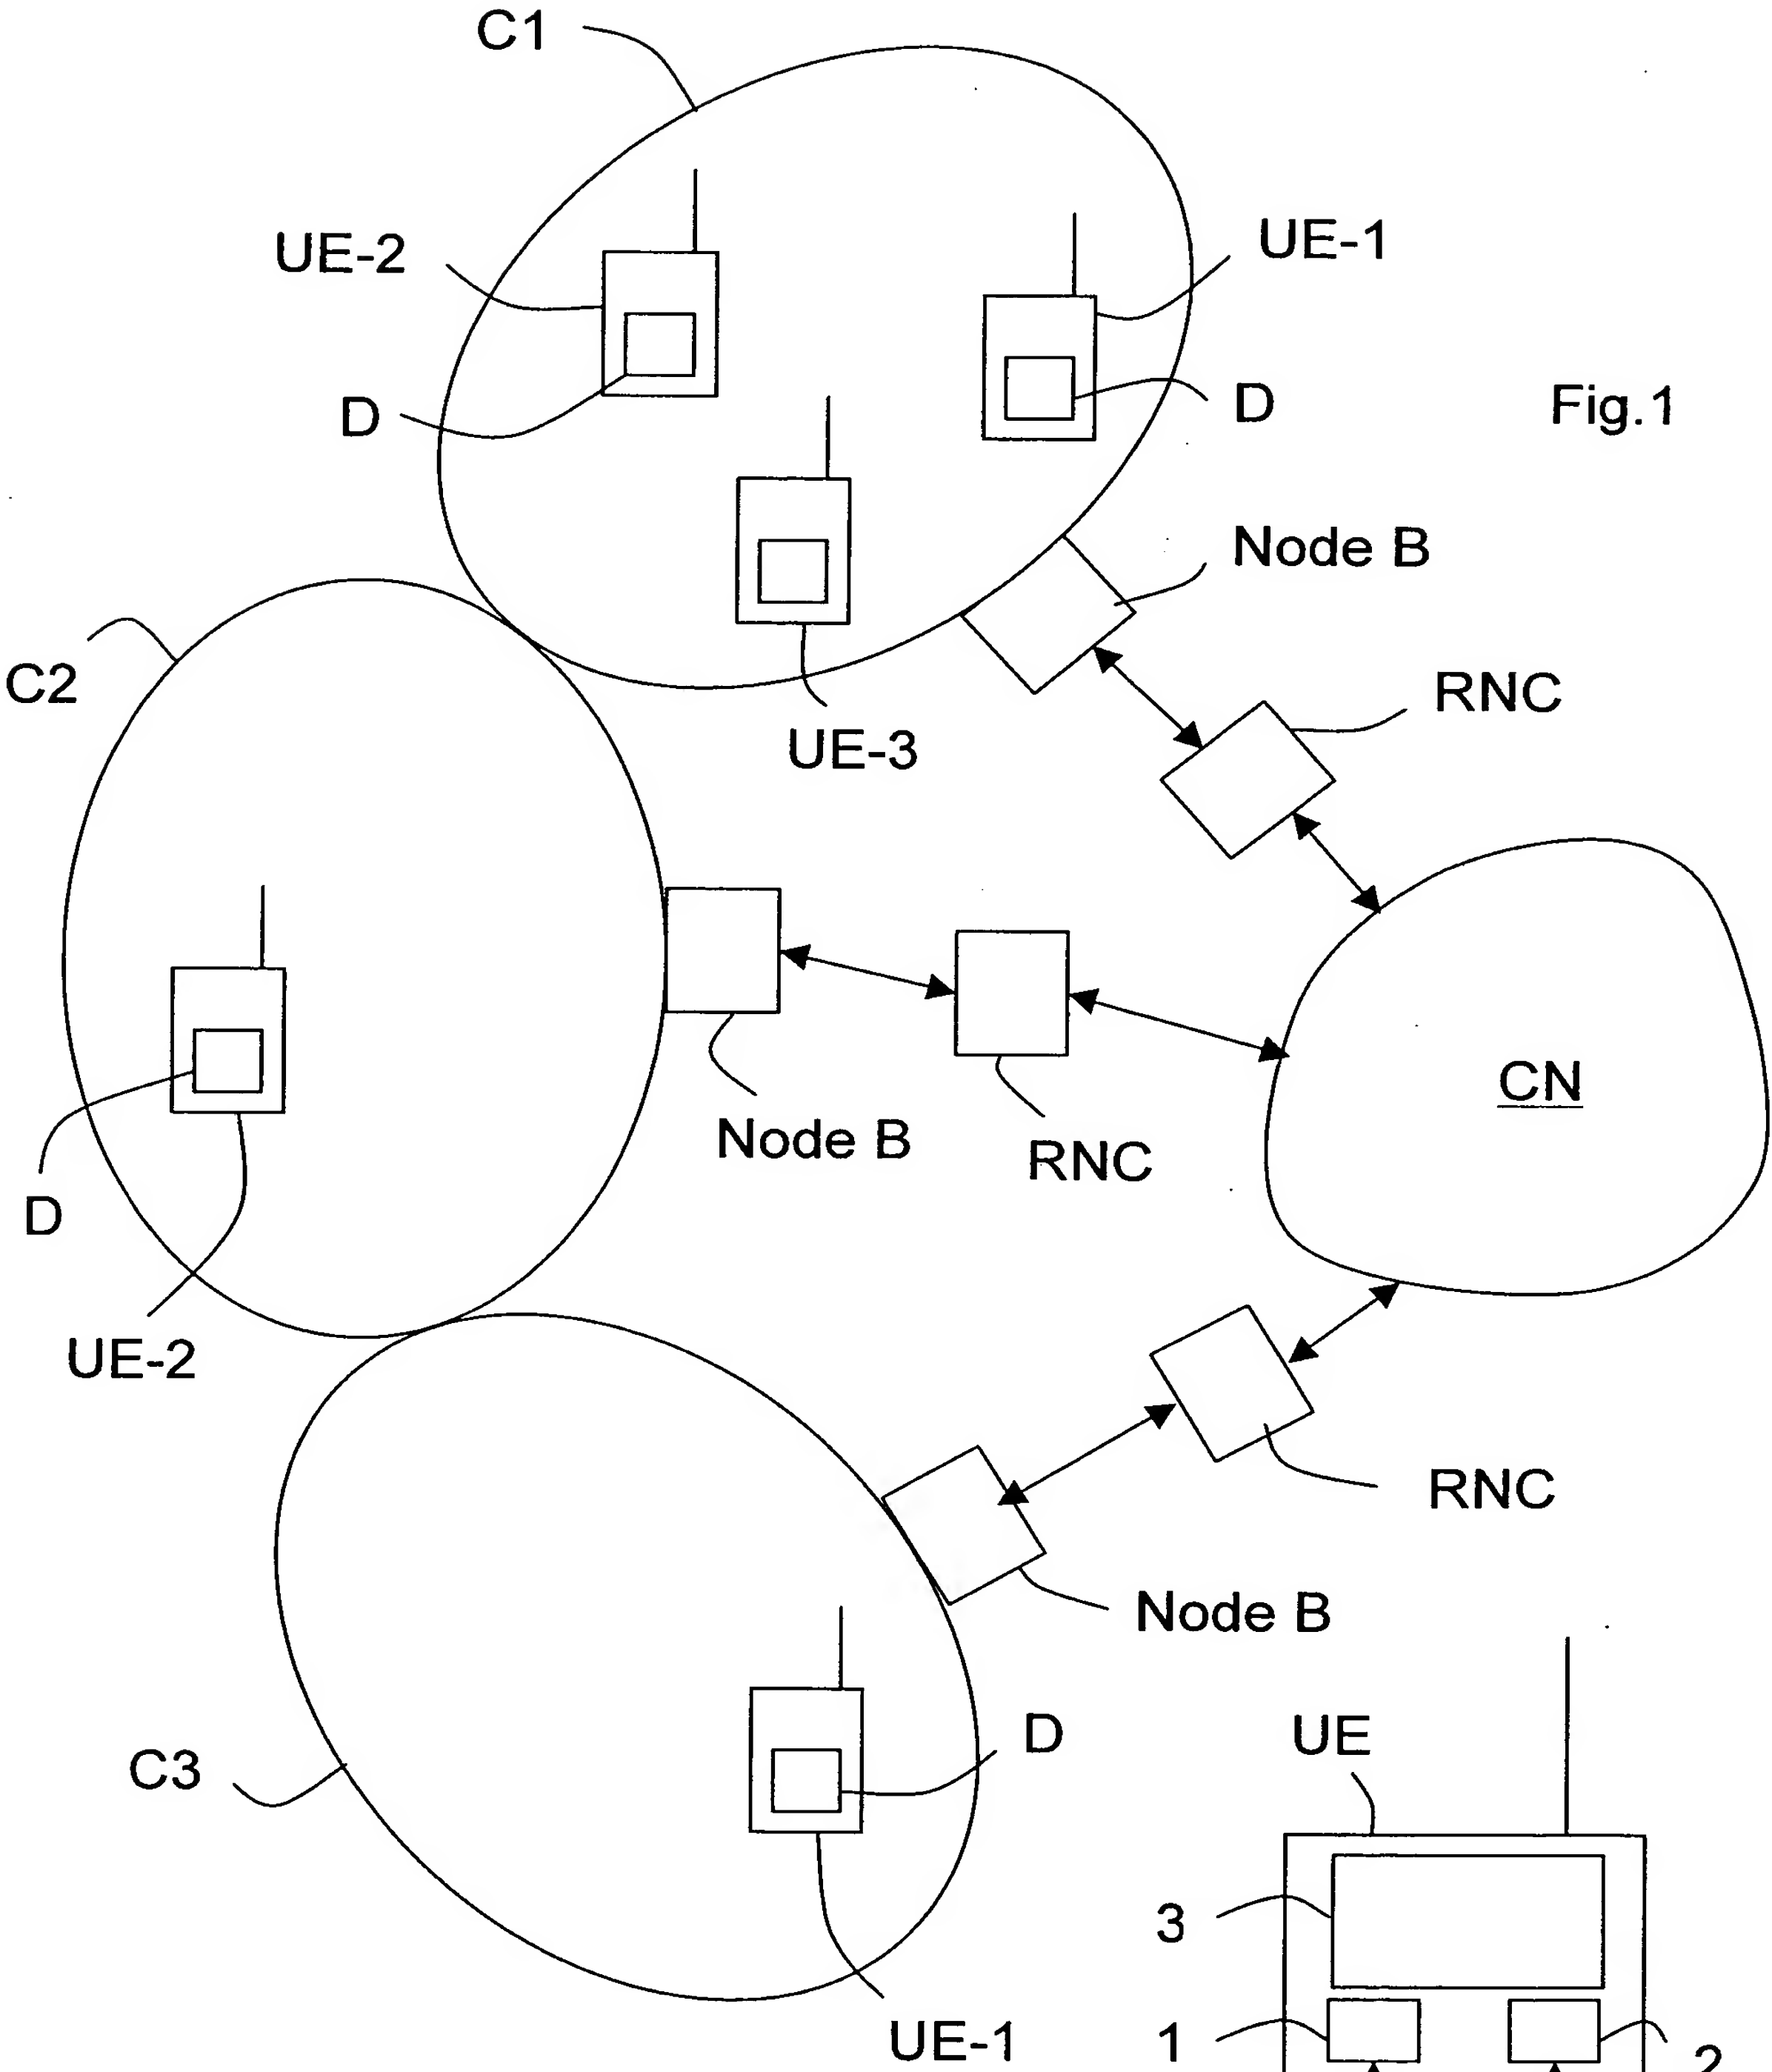 C1
UE-2
UE-1
D
D
Fig.1
Node B
C2
RNC
UE-3
CN
Node B
RNC
D
UE-2
RNC
Node B
UE
D
C3
3
UE-1
1
2